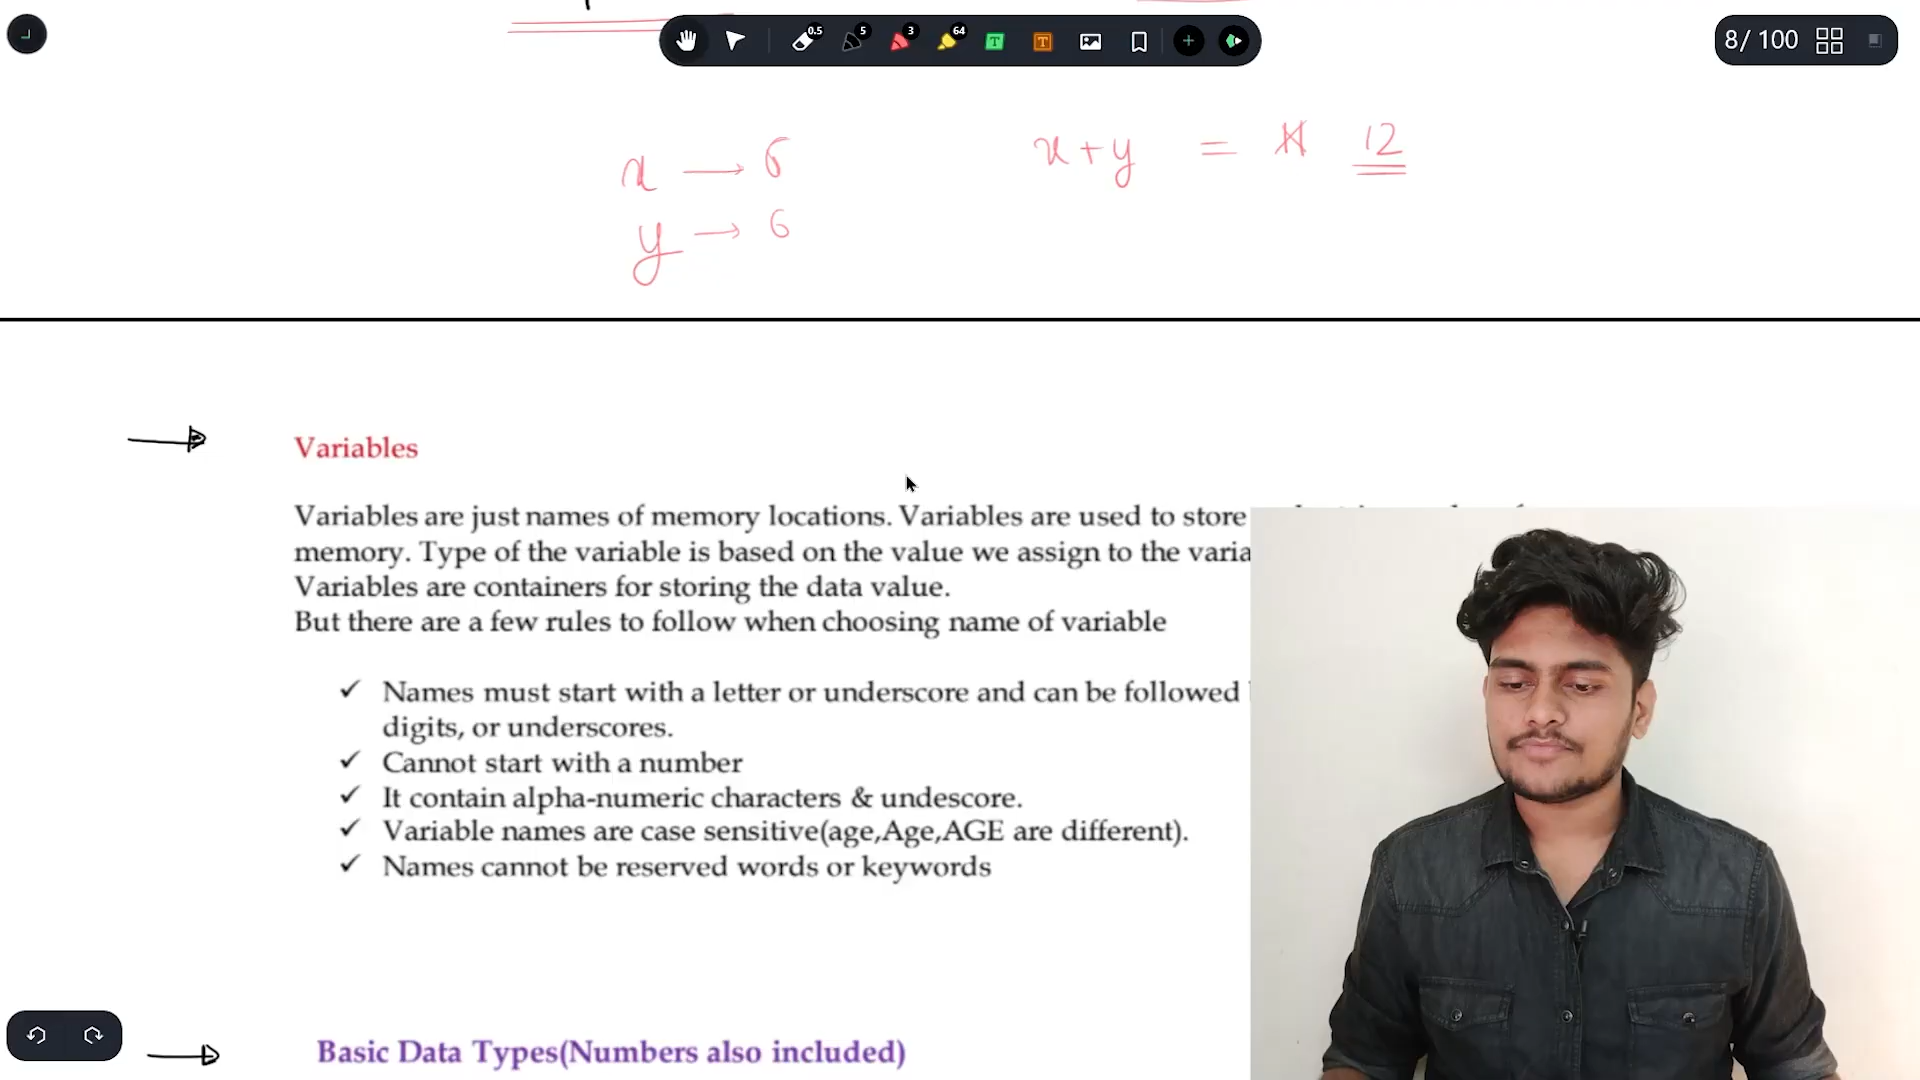 0.5 5 3 64 T T
8/ 100
x → 6 x + y = 12
y → 6
Variables
Variables are just names of memory locations. Variables are used to store
memory. Type of the variable is based on the value we assign to the varia
Variables are containers for storing the data value.
But there are a few rules to follow when choosing name of variable
✓ Names must start with a letter or underscore and can be followed
digits, or underscores.
✓ Cannot start with a number
✓ It contain alpha-numeric characters & undescore.
✓ Variable names are case sensitive(age,Age,AGE are different).
✓ Names cannot be reserved words or keywords
Basic Data Types(Numbers also included)